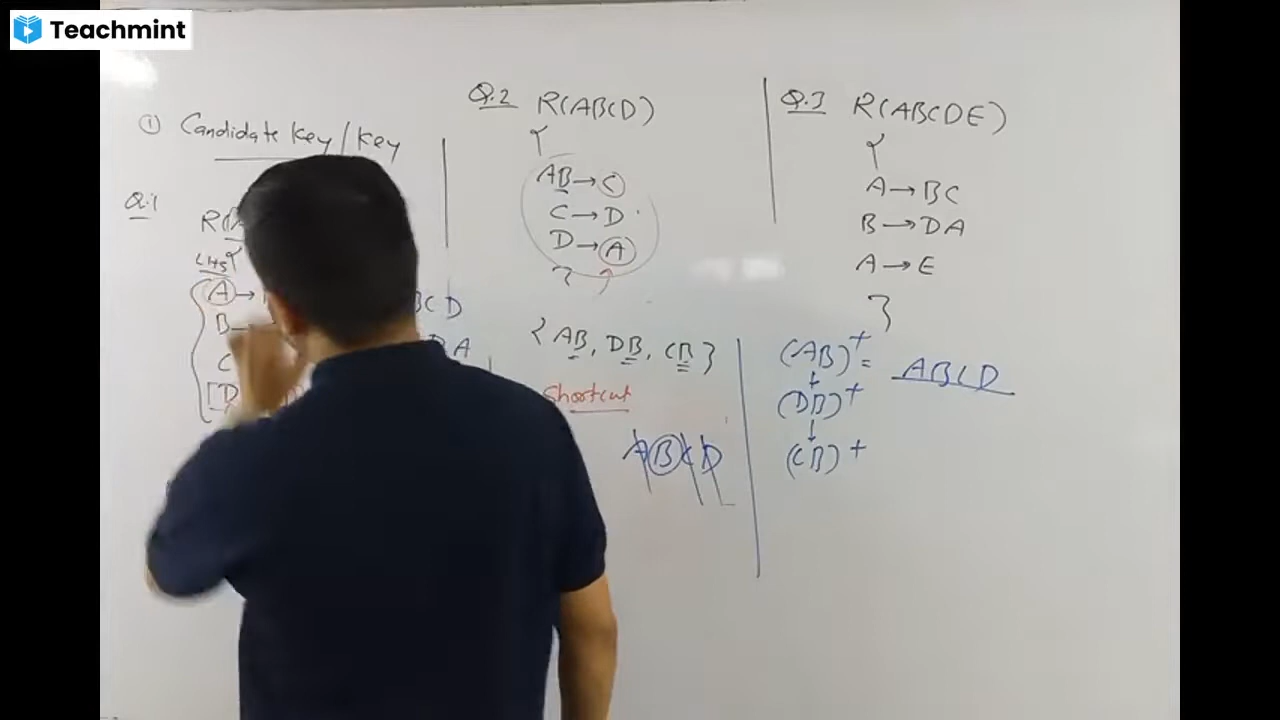 Teachmint
① Candidate Key/Key
Q.1
R(A
LHS {
A →
B →
C
[D
BCD
DA
Q.2 R(ABCD)
{
AB → C
C → D
D → A
}
{AB, DB, CB}
Shortcut
ABCD
Q.3 R(ABCDE)
{
A → BC
B → DA
A → E
}
(AB)+ = ABCD
↓
(DB)+
↓
(CB)+